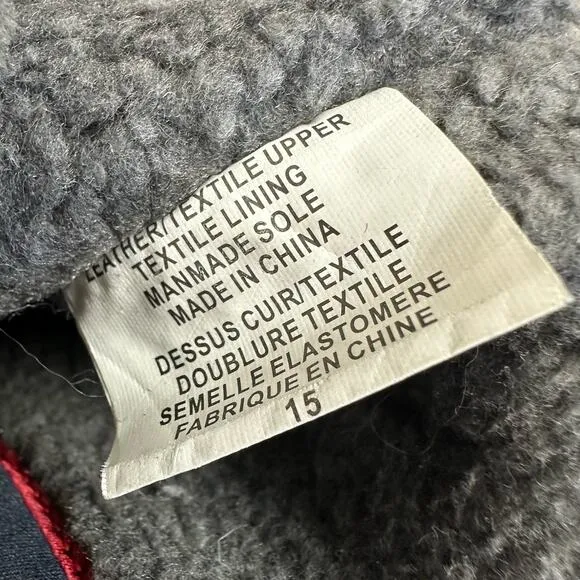 LEATHER/TEXTILE UPPER
TEXTILE LINING
MANMADE SOLE
MADE IN CHINA
DESSUS CUIR/TEXTILE
DOUBLURE TEXTILE
SEMELLE ELASTOMERE
FABRIQUE EN CHINE
15